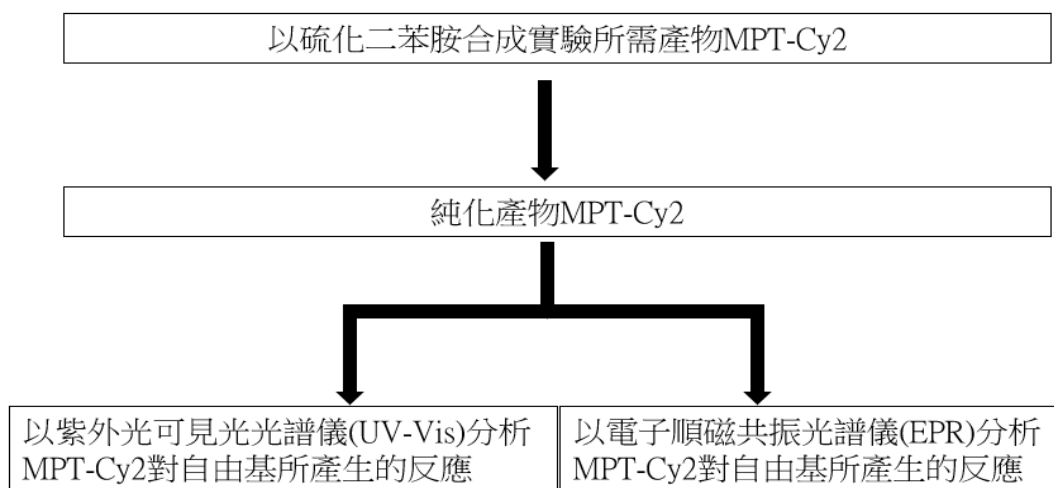 以硫化二苯胺合成實驗所需產物MPT-Cy2
純化產物MPT-Cy2
以紫外光可見光光譜儀(UV-Vis)分析
MPT-Cy2對自由基所產生的反應
以電子順磁共振光譜儀(EPR)分析
MPT-Cy2對自由基所產生的反應